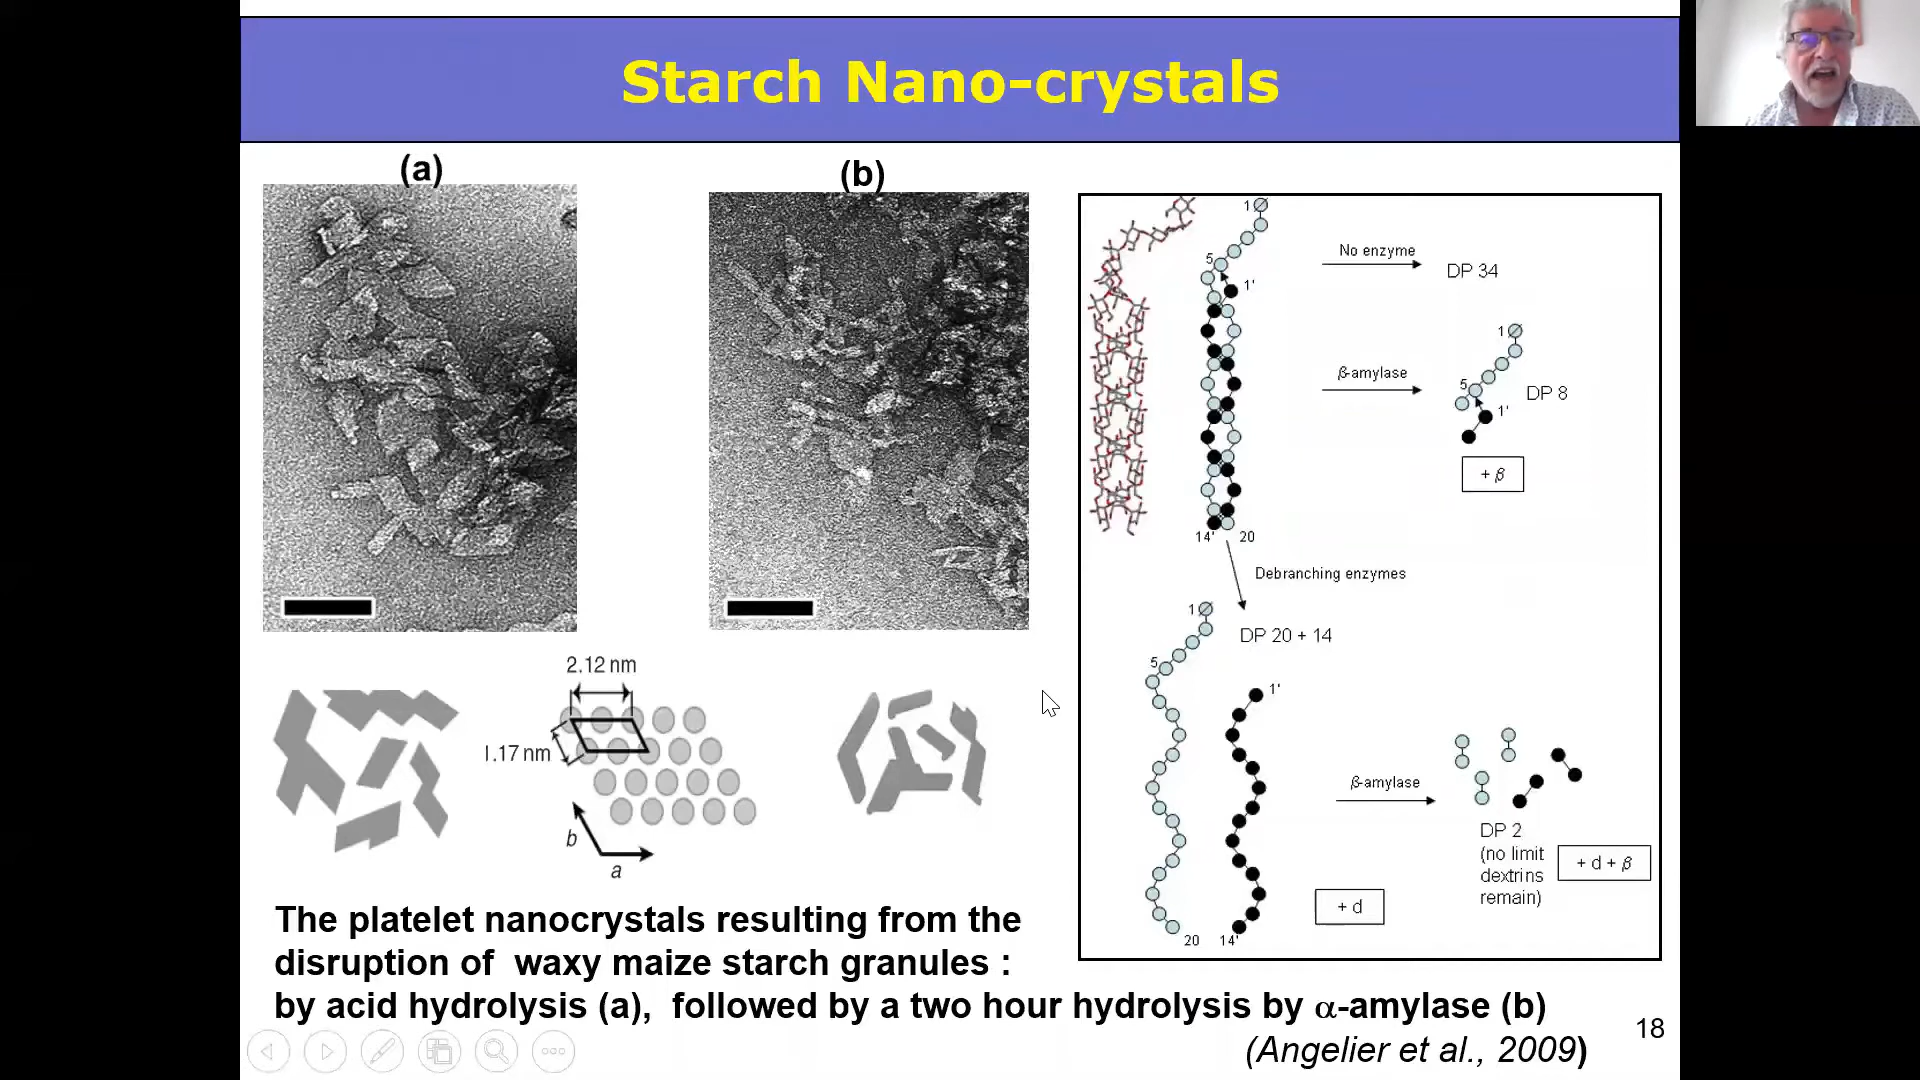 Starch Nano-crystals
(a)
(b)
1
5
1'
No enzyme
DP 34
β-amylase
1
5
1'
DP 8
+ β
14' 20
Debranching enzymes
1
5
DP 20 + 14
1'
β-amylase
DP 2
(no limit
dextrins
remain)
+ d + β
+ d
20 14'
2.12 nm
1.17 nm
b
a
The platelet nanocrystals resulting from the
disruption of waxy maize starch granules :
by acid hydrolysis (a), followed by a two hour hydrolysis by α-amylase (b)
(Angelier et al., 2009)
18